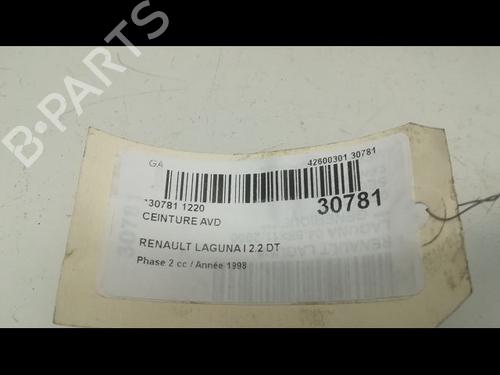 B-PARTS
GA
42600301 30781
30781
*30781 1220
CEINTURE AVD
RENAULT LAGUNA I 2.2 DT
Phase 2 cc / Année 1998